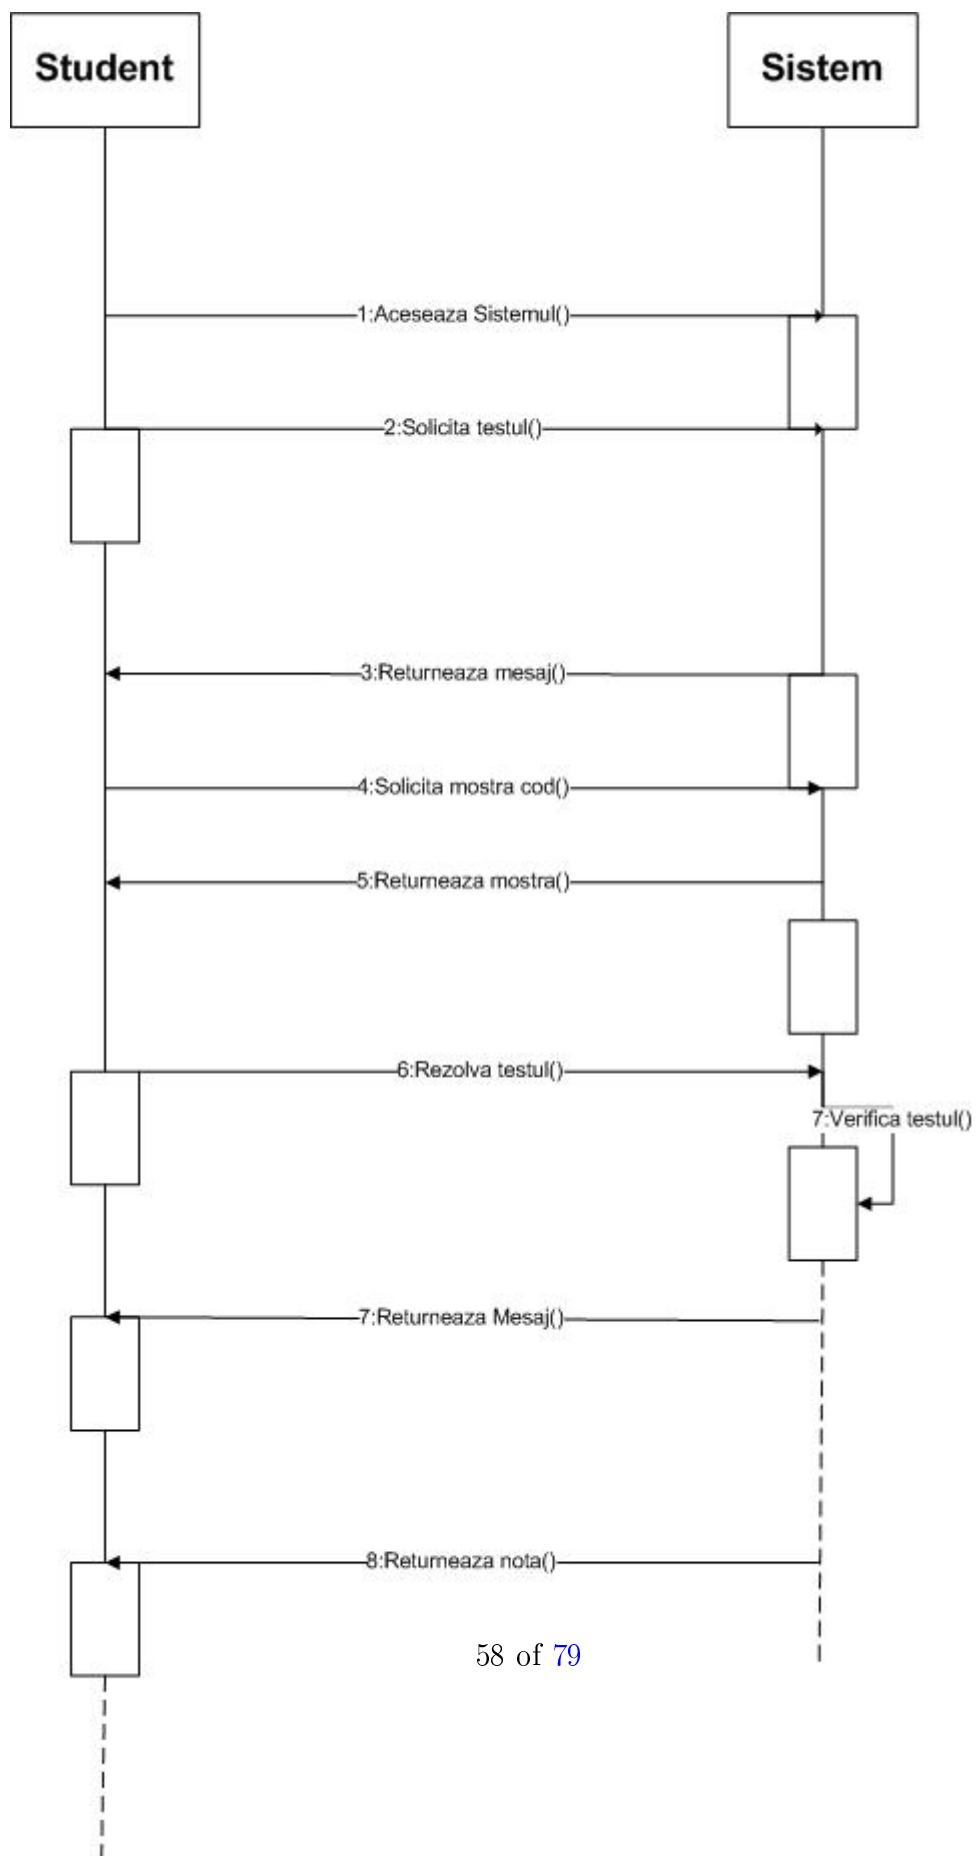 Student
Sistem
1:Aceseaza Sistemul()
2:Solicita testul()
3:Returneaza mesaj()
4:Solicita mostra cod()
5:Returneaza mostra()
6:Rezolva testul()
7:Verifica testul()
7:Returneaza Mesaj()
8:Returneaza nota()
58 of 79